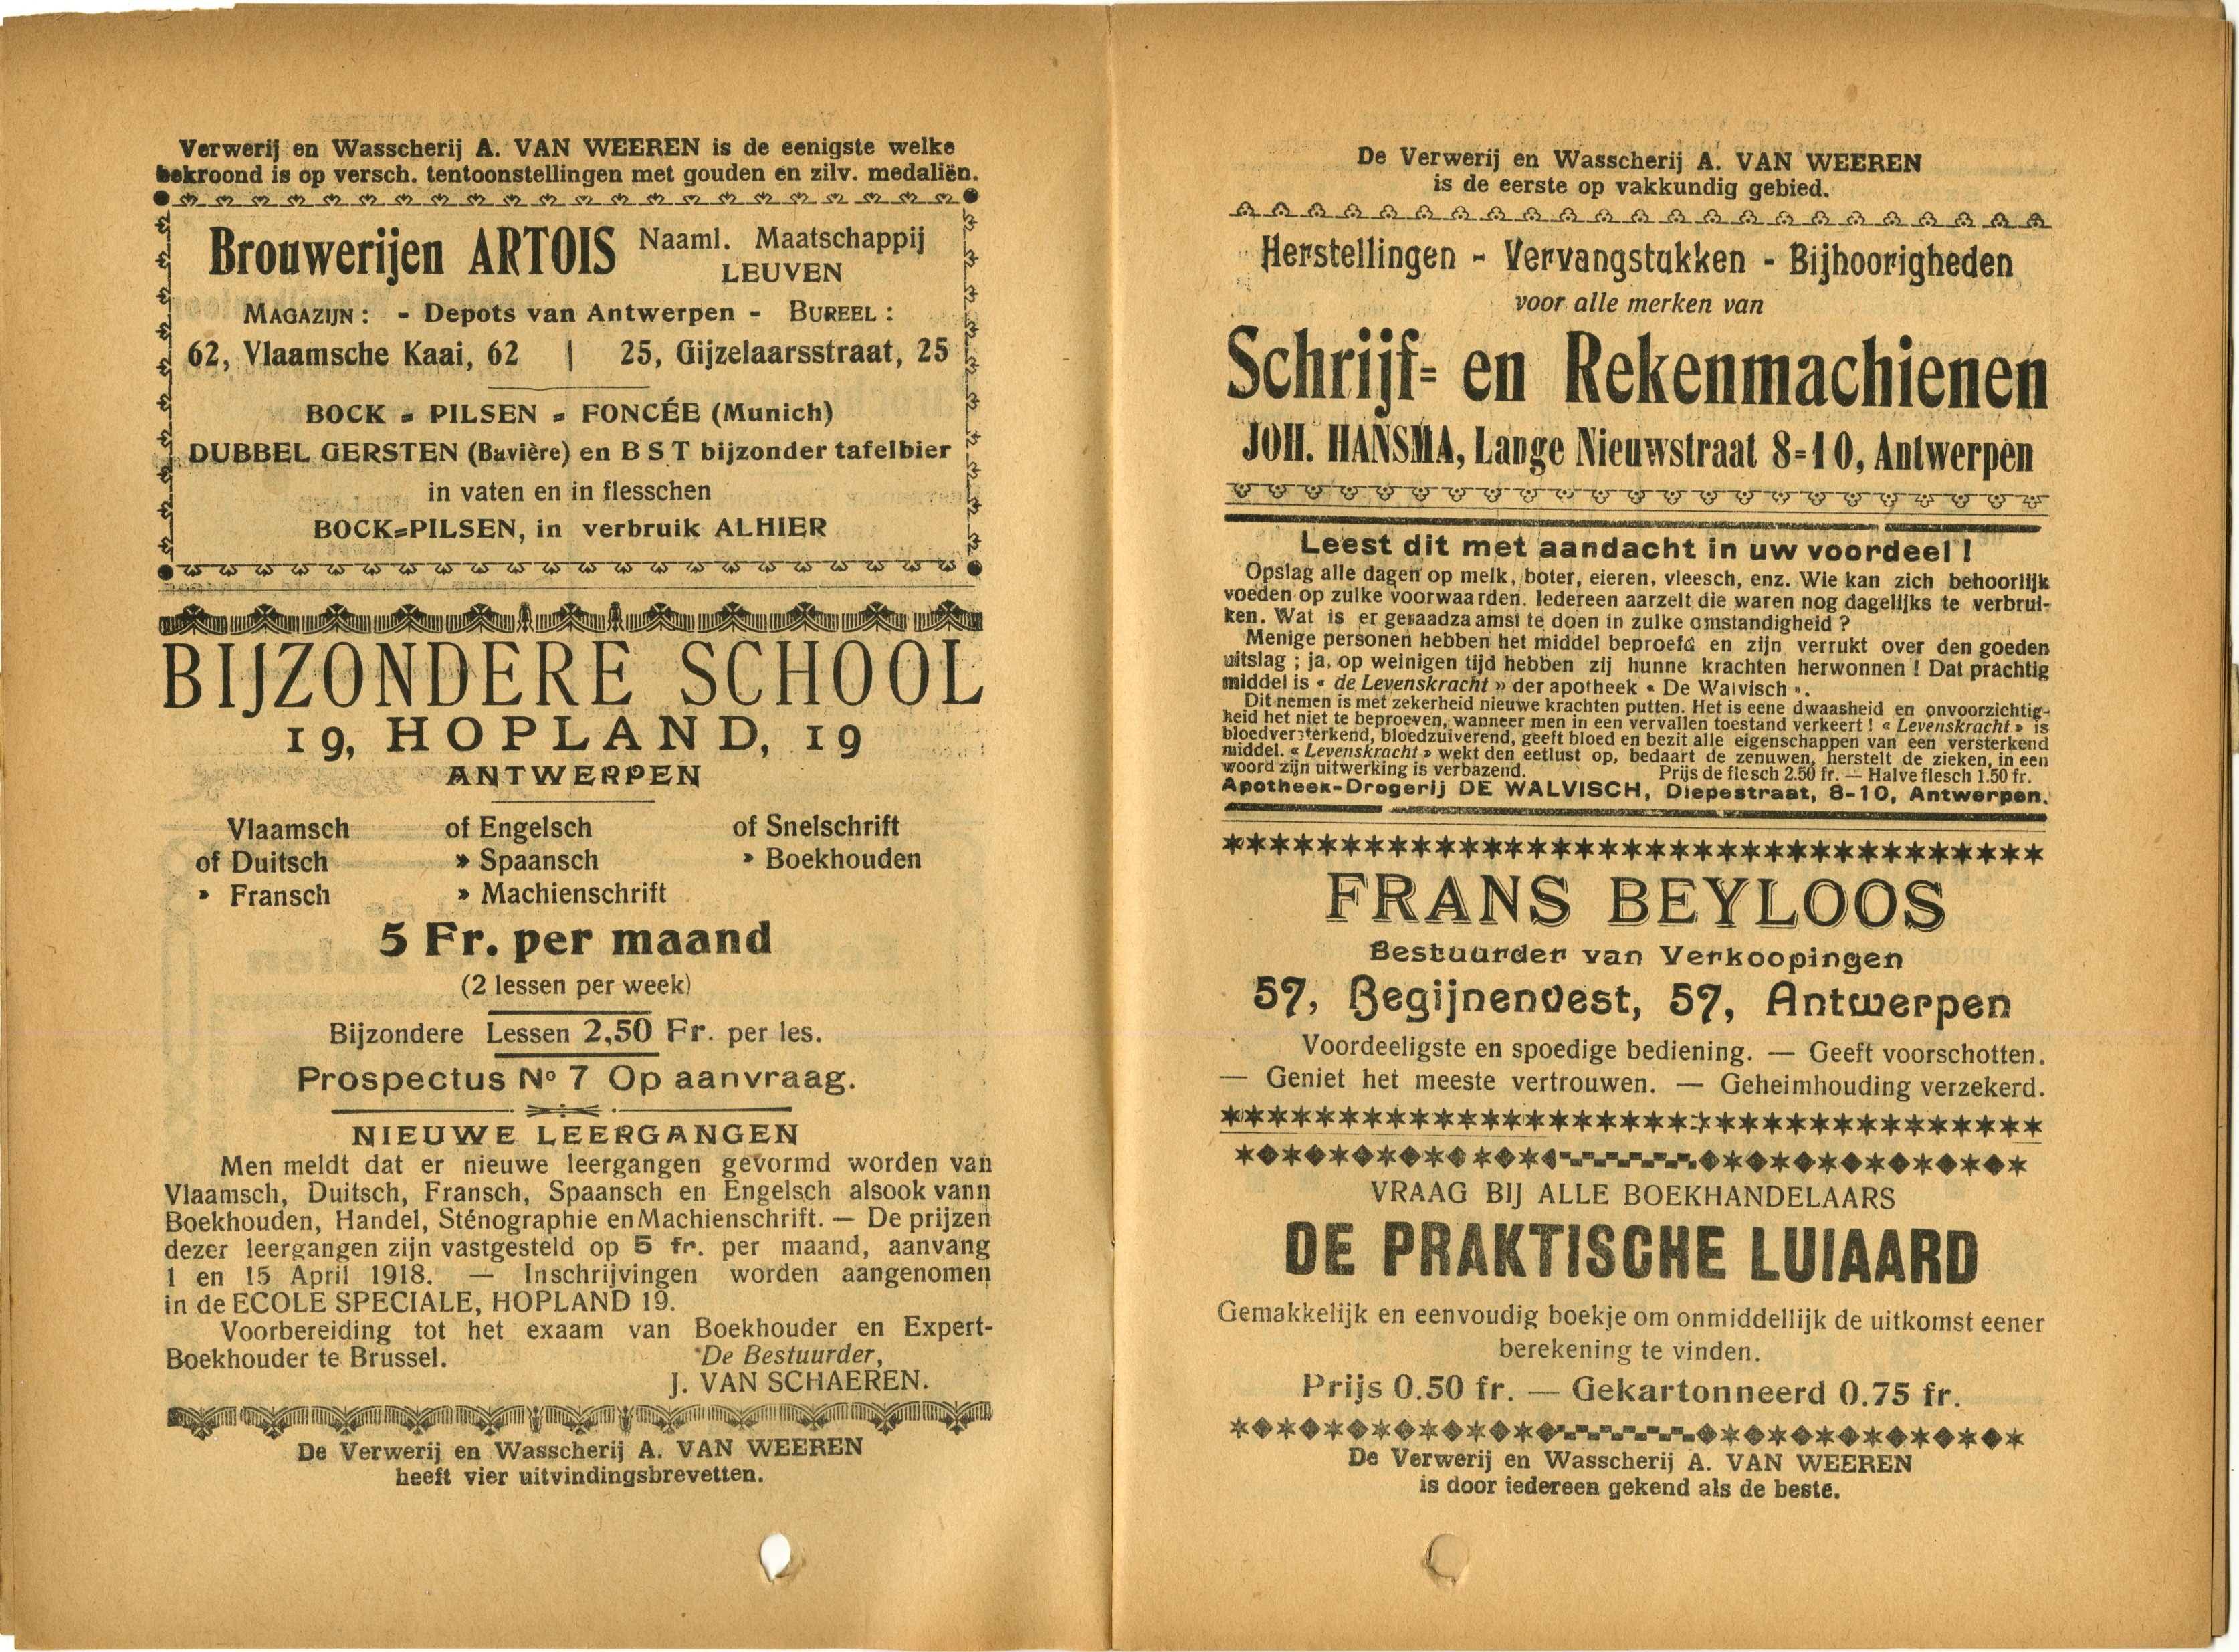 Verwerij en Wasscherij A. VAN WEEREN is de eenigste welke
bekroond is op versch. tentoonstellingen met gouden en zilv. medaliën.
Brouwerijen ARTOIS Naaml. Maatschappij
LEUVEN
MAGAZIJN : - Depots van Antwerpen - BUREEL :
62, Vlaamsche Kaai, 62 | 25, Gijzelaarsstraat, 25
BOCK = PILSEN = FONCÉE (Munich)
DUBBEL GERSTEN (Bavière) en B S T bijzonder tafelbier
in vaten en in flesschen
BOCK=PILSEN, in verbruik ALHIER
BIJZONDERE SCHOOL
19, HOPLAND, 19
ANTWERPEN
Vlaamsch of Engelsch of Snelschrift
of Duitsch » Spaansch » Boekhouden
» Fransch » Machienschrift
5 Fr. per maand
(2 lessen per week)
Bijzondere Lessen 2,50 Fr. per les.
Prospectus No 7 Op aanvraag.
NIEUWE LEERGANGEN
Men meldt dat er nieuwe leergangen gevormd worden van
Vlaamsch, Duitsch, Fransch, Spaansch en Engelsch alsook vann
Boekhouden, Handel, Sténographie en Machienschrift. — De prijzen
dezer leergangen zijn vastgesteld op 5 fr. per maand, aanvang
1 en 15 April 1918. — Inschrijvingen worden aangenomen
in de ECOLE SPECIALE, HOPLAND 19.
Voorbereiding tot het exaam van Boekhouder en Expert-
Boekhouder te Brussel. De Bestuurder,
J. VAN SCHAEREN.
De Verwerij en Wasscherij A. VAN WEEREN
heeft vier uitvindingsbrevetten.
De Verwerij en Wasscherij A. VAN WEEREN
is de eerste op vakkundig gebied.
Herstellingen - Vervangstukken - Bijhoorigheden
voor alle merken van
Schrijf= en Rekenmachienen
JOH. HANSMA, Lange Nieuwstraat 8=10, Antwerpen
Leest dit met aandacht in uw voordeel !
Opslag alle dagen op melk, boter, eieren, vleesch, enz. Wie kan zich behoorlijk
voeden op zulke voorwaarden. Iedereen aarzelt die waren nog dagelijks te verbrui-
ken. Wat is er geraadzaamst te doen in zulke omstandigheid ?
Menige personen hebben het middel beproefd en zijn verrukt over den goeden
uitslag ; ja, op weinigen tijd hebben zij hunne krachten herwonnen ! Dat prachtig
middel is « de Levenskracht » der apotheek « De Walvisch ».
Dit nemen is met zekerheid nieuwe krachten putten. Het is eene dwaasheid en onvoorzichtig-
heid het niet te beproeven, wanneer men in een vervallen toestand verkeert ! « Levenskracht » is
bloedversterkend, bloedzuiverend, geeft bloed en bezit alle eigenschappen van een versterkend
middel. « Levenskracht » wekt den eetlust op, bedaart de zenuwen, herstelt de zieken, in een
woord zijn uitwerking is verbazend. Prijs de flesch 2.50 fr. — Halve flesch 1.50 fr.
Apotheek-Drogerij DE WALVISCH, Diepestraat, 8-10, Antwerpen.
FRANS BEYLOOS
Bestuurder van Verkoopingen
57, Begijnenvest, 57, Antwerpen
Voordeeligste en spoedige bediening. — Geeft voorschotten.
— Geniet het meeste vertrouwen. — Geheimhouding verzekerd.
VRAAG BIJ ALLE BOEKHANDELAARS
DE PRAKTISCHE LUIAARD
Gemakkelijk en eenvoudig boekje om onmiddellijk de uitkomst eener
berekening te vinden.
Prijs 0.50 fr. — Gekartonneerd 0.75 fr.
De Verwerij en Wasscherij A. VAN WEEREN
is door iedereen gekend als de beste.